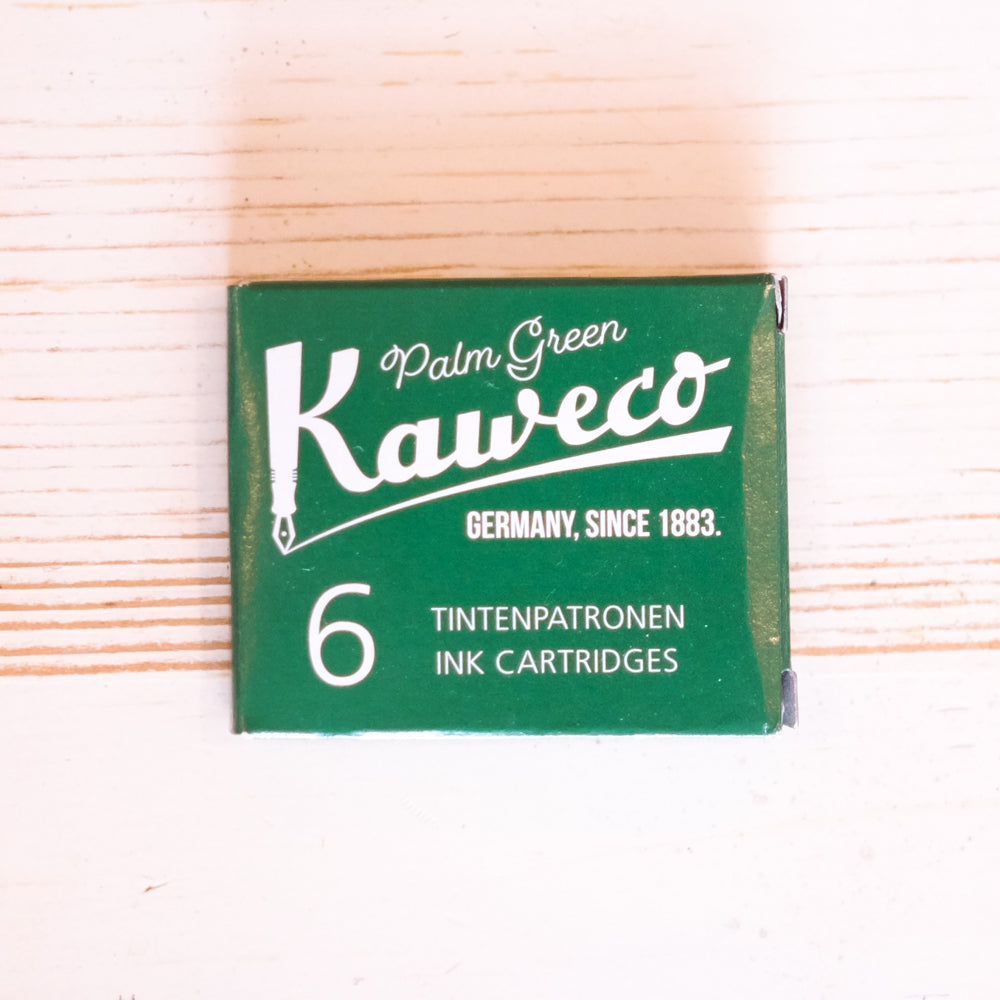 Palm Green
Kaweco
GERMANY, SINCE 1883.
6
TINTENPATRONEN
INK CARTRIDGES